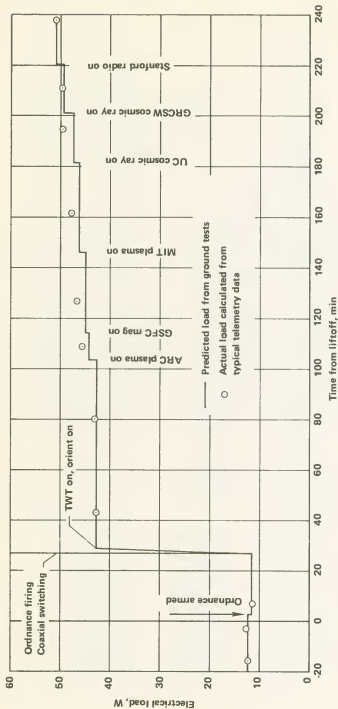 60
50
40
30
20
10
0
Electrical load, W
Ordnance firing
Coaxial switching
TWT on, orient on
Ordnance armed
ARC plasma on
GSFC mag on
MIT plasma on
UC cosmic ray on
GRCSW cosmic ray on
Stanford radio on
Predicted load from ground tests
Actual load calculated from
typical telemetry data
-20
0
20
40
60
80
100
120
140
160
180
200
220
240
Time from liftoff, min